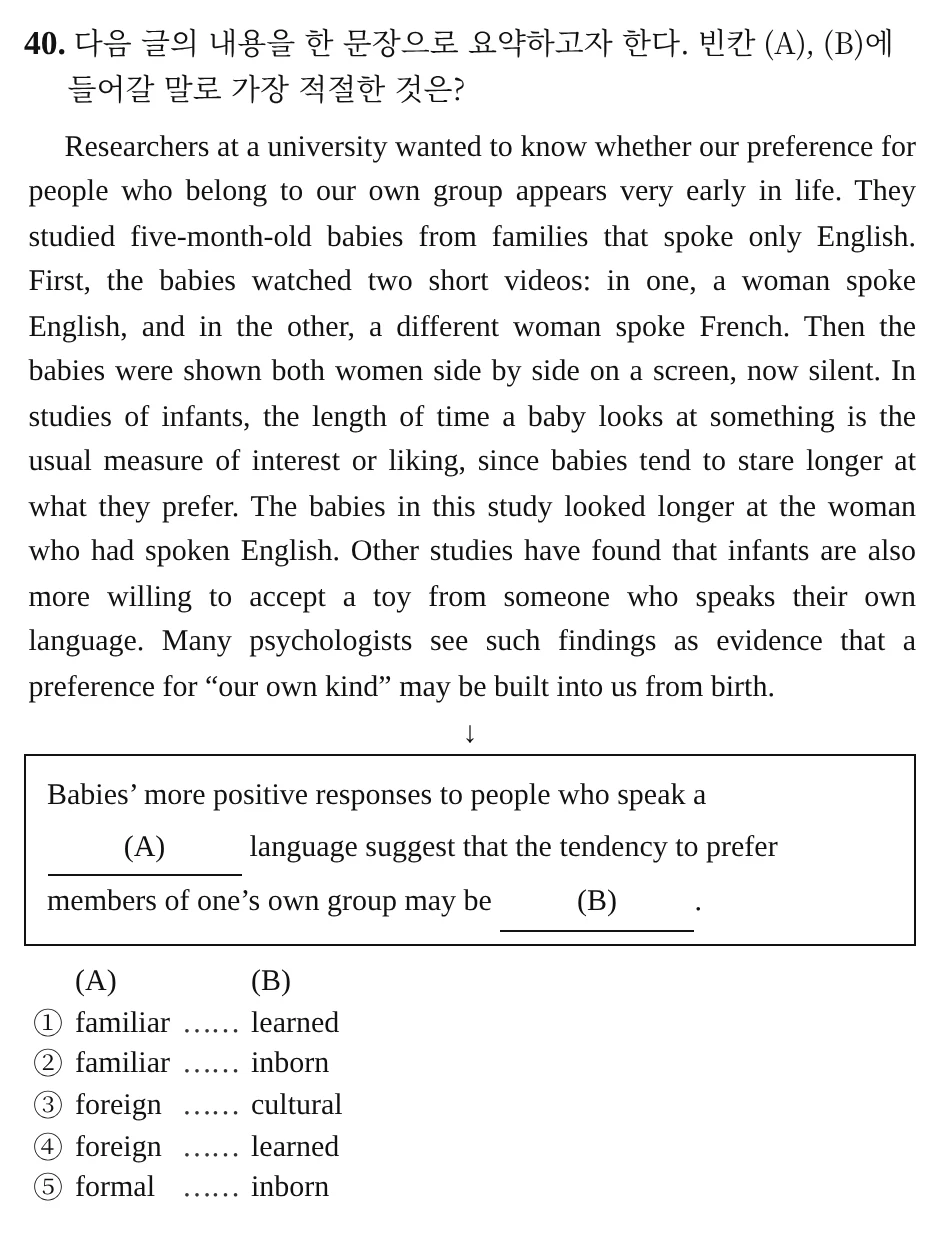 40. 다음 글의 내용을 한 문장으로 요약하고자 한다. 빈칸 (A), (B)에
들어갈 말로 가장 적절한 것은?
Researchers at a university wanted to know whether our preference for
people who belong to our own group appears very early in life. They
studied five-month-old babies from families that spoke only English.
First, the babies watched two short videos: in one, a woman spoke
English, and in the other, a different woman spoke French. Then the
babies were shown both women side by side on a screen, now silent. In
studies of infants, the length of time a baby looks at something is the
usual measure of interest or liking, since babies tend to stare longer at
what they prefer. The babies in this study looked longer at the woman
who had spoken English. Other studies have found that infants are also
more willing to accept a toy from someone who speaks their own
language. Many psychologists see such findings as evidence that a
preference for “our own kind” may be built into us from birth.
↓
Babies’ more positive responses to people who speak a
(A) language suggest that the tendency to prefer
members of one’s own group may be (B).
(A) (B)
① familiar …… learned
② familiar …… inborn
③ foreign …… cultural
④ foreign …… learned
⑤ formal …… inborn